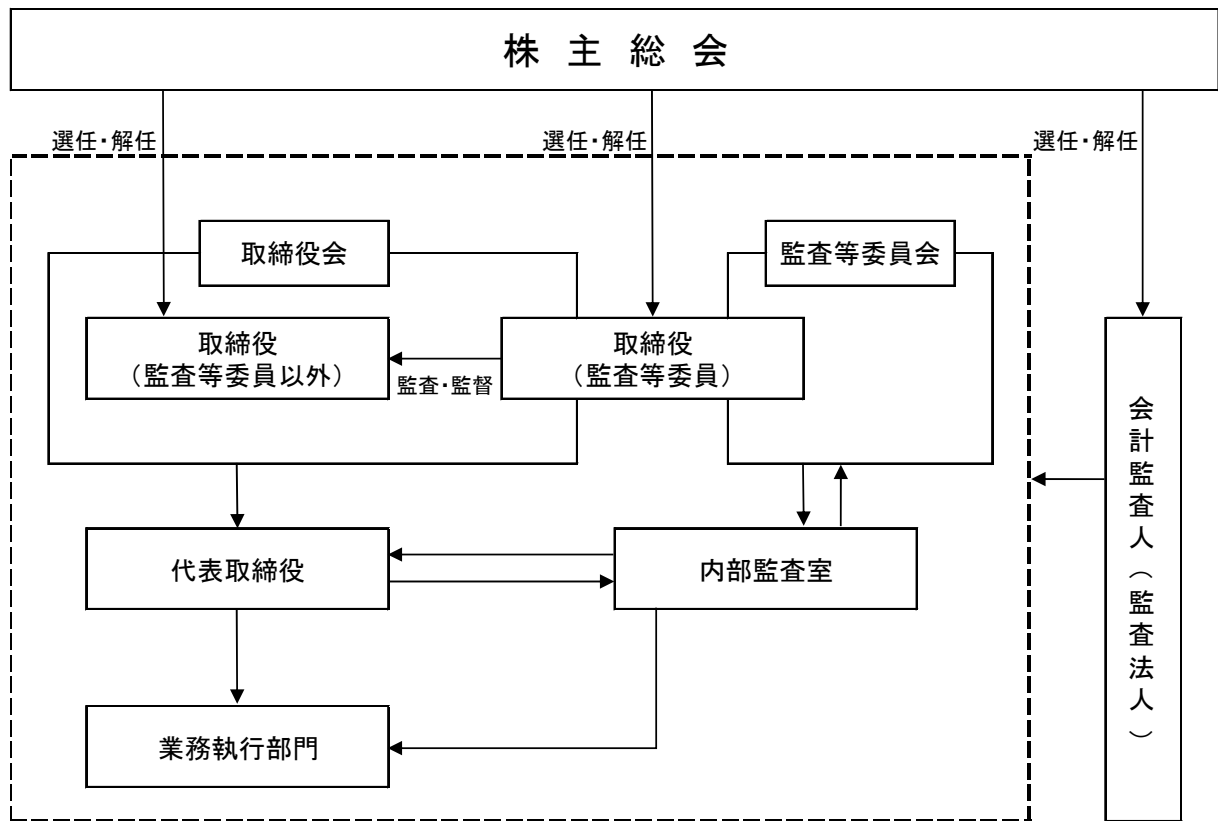 株主総会
選任・解任
選任・解任
選任・解任
取締役会
監査等委員会
取締役
（監査等委員以外）
監査・監督
取締役
（監査等委員）
会計監査人（監査法人）
代表取締役
内部監査室
業務執行部門